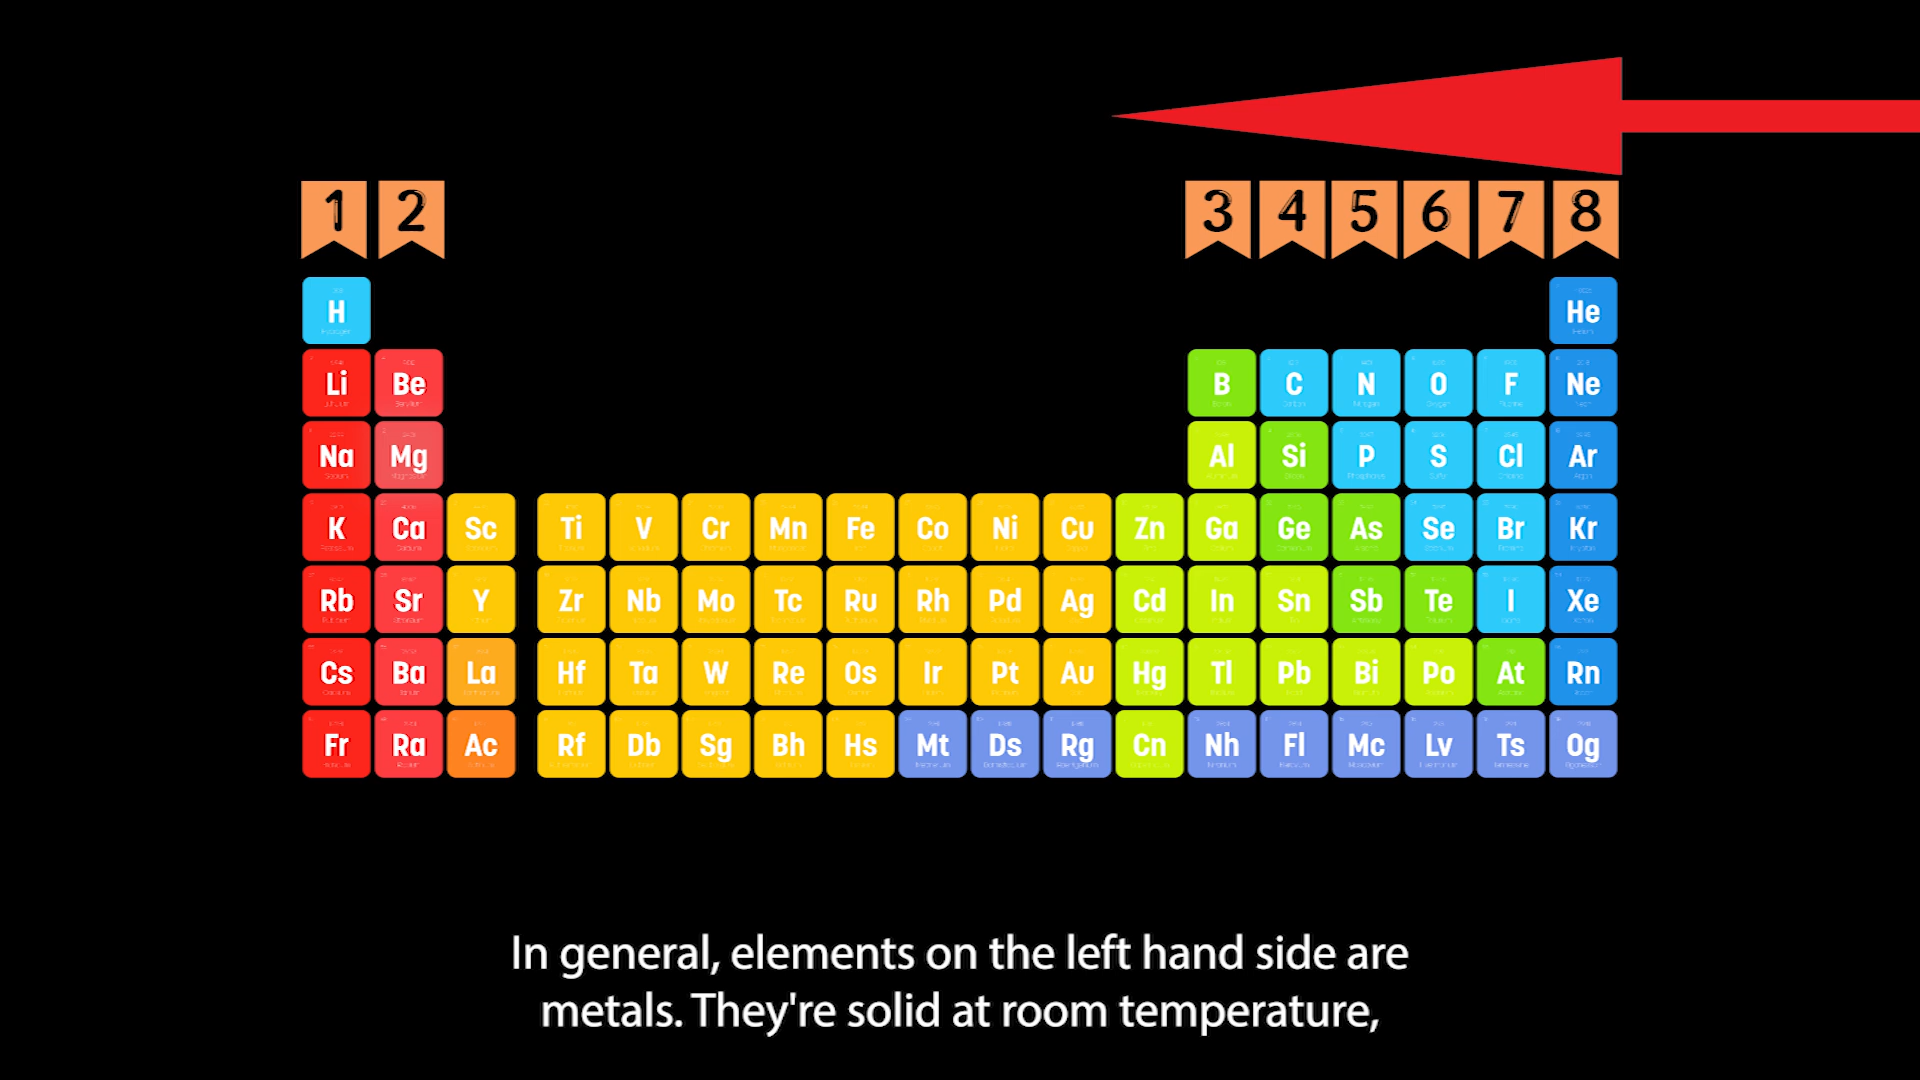 1 2 3 4 5 6 7 8
H He
Li Be B C N O F Ne
Na Mg Al Si P S Cl Ar
K Ca Sc Ti V Cr Mn Fe Co Ni Cu Zn Ga Ge As Se Br Kr
Rb Sr Y Zr Nb Mo Tc Ru Rh Pd Ag Cd In Sn Sb Te I Xe
Cs Ba La Hf Ta W Re Os Ir Pt Au Hg Tl Pb Bi Po At Rn
Fr Ra Ac Rf Db Sg Bh Hs Mt Ds Rg Cn Nh Fl Mc Lv Ts Og
In general, elements on the left hand side are
metals. They're solid at room temperature,